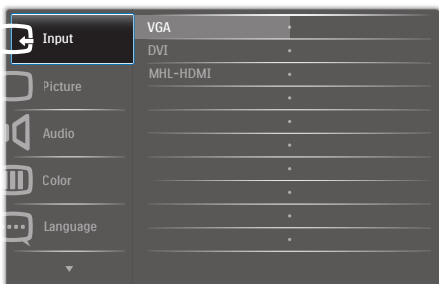 Input
VGA
DVI
MHL-HDMI
Picture
Audio
Color
Language